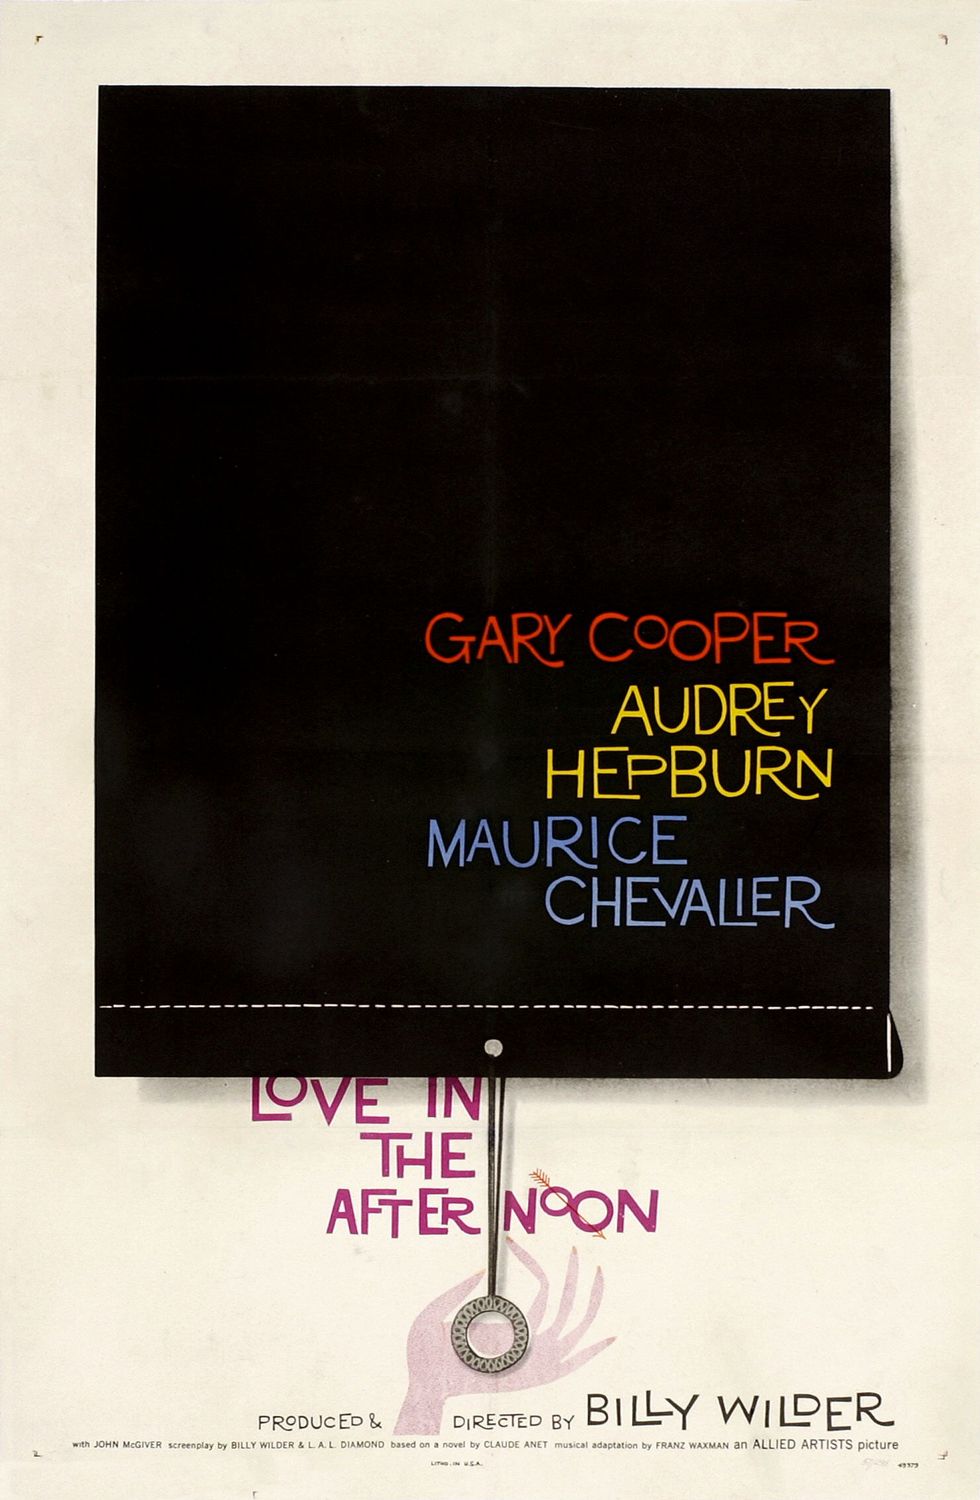 GARY COOPER
AUDREY
HEPBURN
MAURICE
CHEVALIER
LOVE IN
THE
AFTERNOON
PRODUCED & DIRECTED BY BILLY WILDER
with JOHN McGIVER screenplay by BILLY WILDER & I. A. L. DIAMOND based on a novel by CLAUDE ANET musical adaptation by FRANZ WAXMAN an ALLIED ARTISTS picture
LITHO. IN U.S.A.